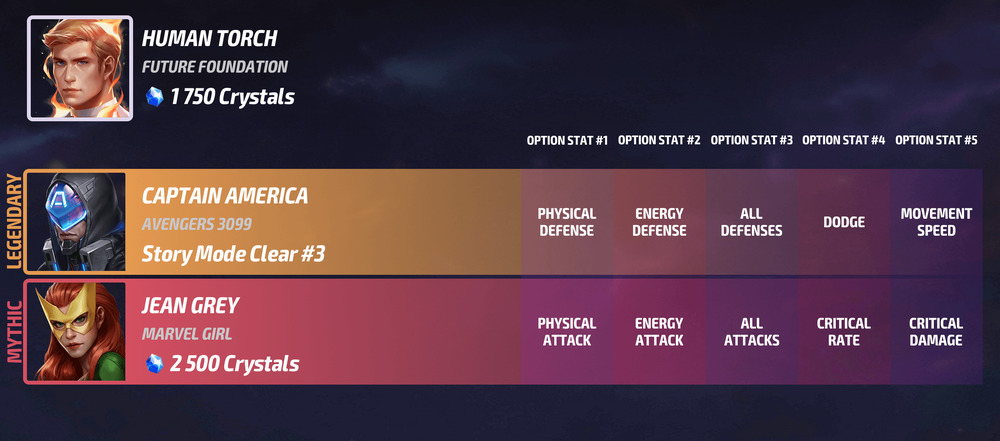 HUMAN TORCH
FUTURE FOUNDATION
1 750 Crystals
OPTION STAT #1 OPTION STAT #2 OPTION STAT #3 OPTION STAT #4 OPTION STAT #5
LEGENDARY
CAPTAIN AMERICA
AVENGERS 3099
Story Mode Clear #3
PHYSICAL DEFENSE
ENERGY DEFENSE
ALL DEFENSES
DODGE
MOVEMENT SPEED
MYTHIC
JEAN GREY
MARVEL GIRL
2 500 Crystals
PHYSICAL ATTACK
ENERGY ATTACK
ALL ATTACKS
CRITICAL RATE
CRITICAL DAMAGE